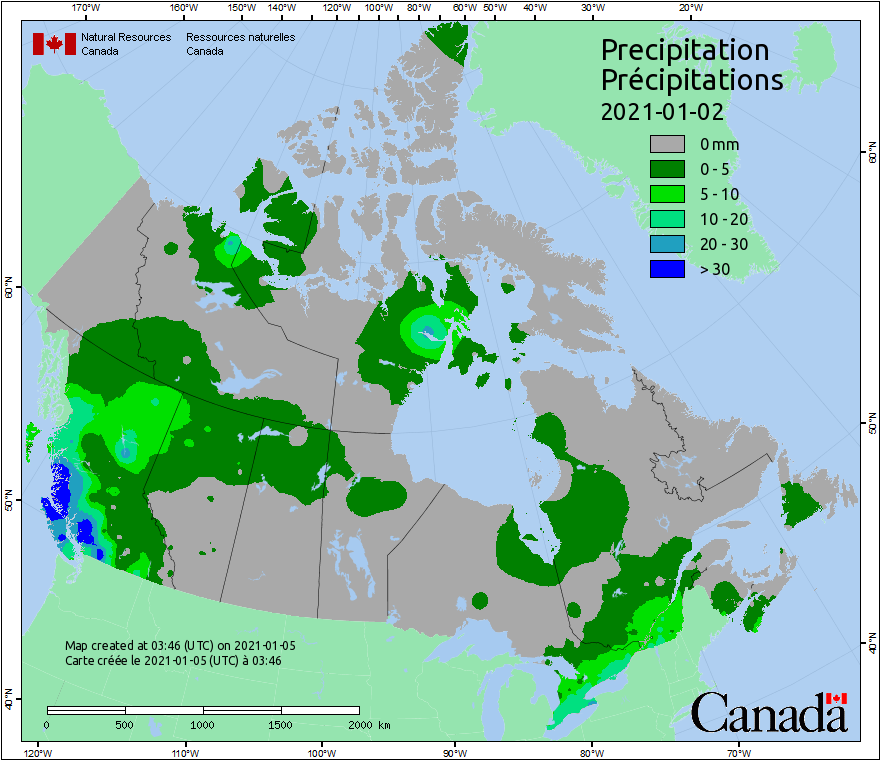 170°W 160°W 150°W 140°W 130°W 120°W 110°W 100°W 90°W 80°W 70°W 60°W 50°W 40°W 30°W 20°W
Natural Resources Ressources naturelles
Canada Canada
Precipitation
Précipitations
2021-01-02
0 mm
0 - 5
5 - 10
10 - 20
20 - 30
> 30
60°N
60°N
50°N
50°N
40°N
40°N
Map created at 03:46 (UTC) on 2021-01-05
Carte créée le 2021-01-05 (UTC) à 03:46
0 500 1000 1500 2000 km
Canada
120°W 110°W 100°W 90°W 80°W 70°W